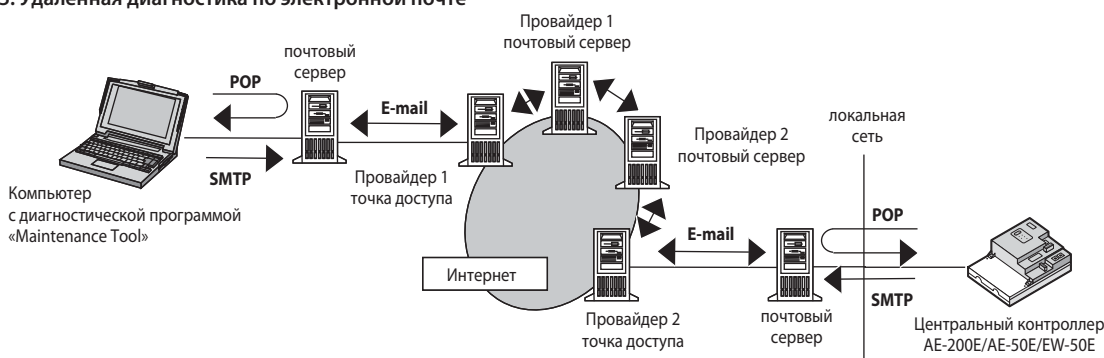 3. Удаленная диагностика по электронной почте
Провайдер 1
почтовый сервер
почтовый
сервер
POP
E-mail
SMTP
Компьютер
с диагностической программой
«Maintenance Tool»
Провайдер 1
точка доступа
Провайдер 2
почтовый сервер
локальная
сеть
Интернет
E-mail
POP
SMTP
Провайдер 2
точка доступа
почтовый
сервер
Центральный контроллер
AE-200E/AE-50E/EW-50E